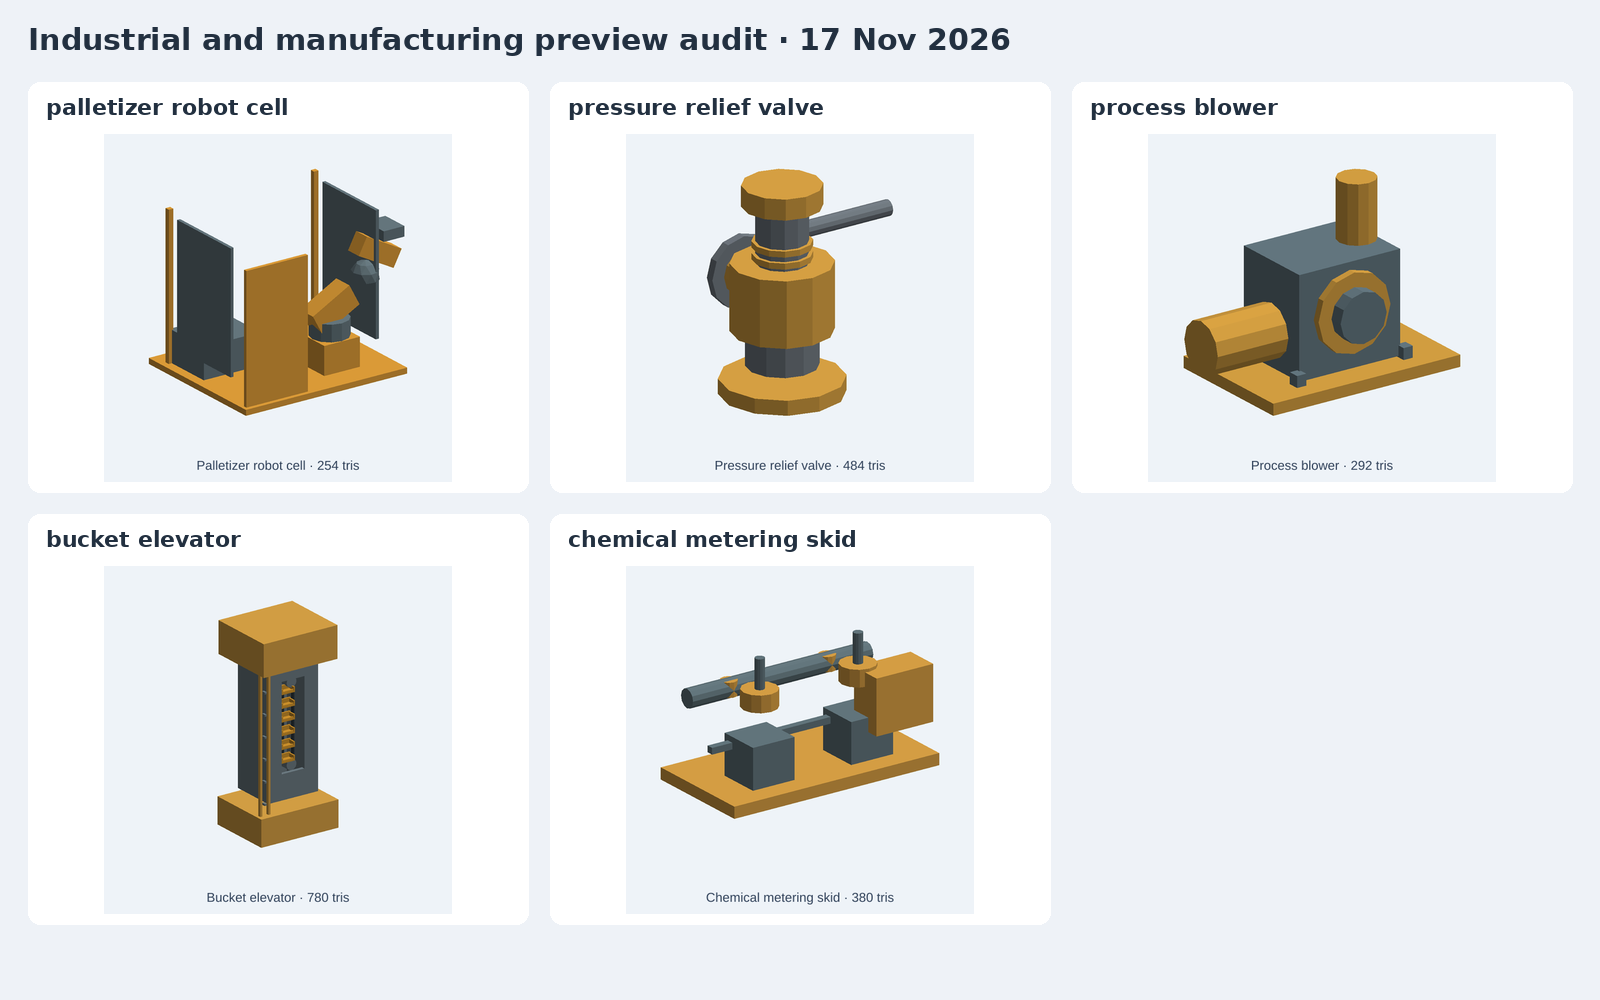 Industrial and manufacturing preview audit · 17 Nov 2026
palletizer robot cell
Palletizer robot cell · 254 tris
pressure relief valve
Pressure relief valve · 484 tris
process blower
Process blower · 292 tris
bucket elevator
Bucket elevator · 780 tris
chemical metering skid
Chemical metering skid · 380 tris